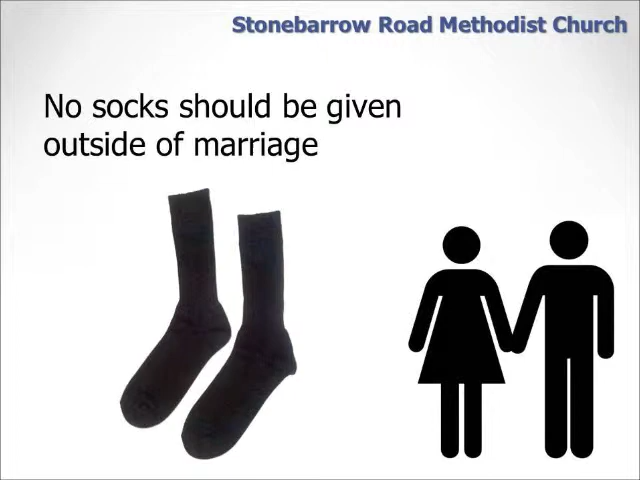 Stonebarrow Road Methodist Church
No socks should be given
outside of marriage